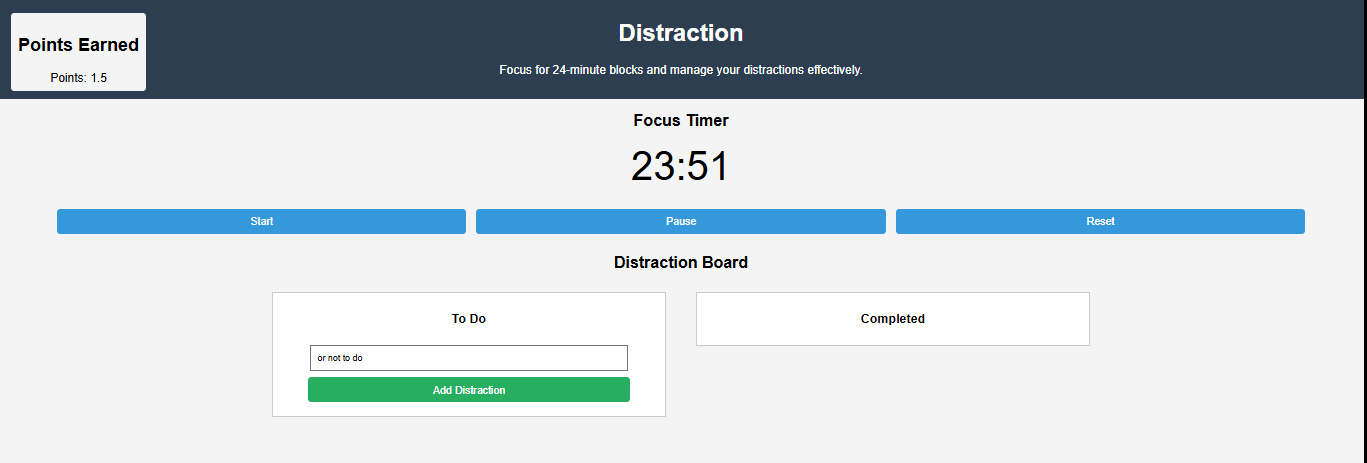 Points Earned
Points: 1.5
Distraction
Focus for 24-minute blocks and manage your distractions effectively.
Focus Timer
23:51
Start
Pause
Reset
Distraction Board
To Do
or not to do
Add Distraction
Completed